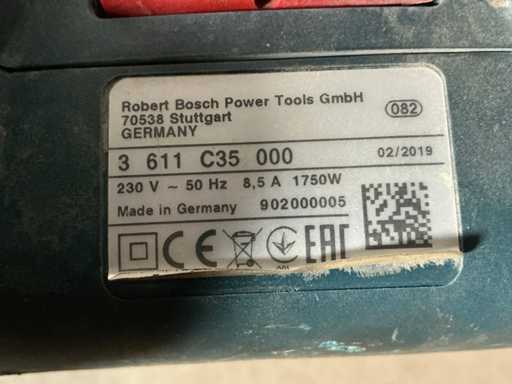 Robert Bosch Power Tools GmbH
70538 Stuttgart
GERMANY
082
3 611 C35 000
02/2019
230 V ~ 50 Hz 8,5 A 1750W
Made in Germany 902000005
CE EAC